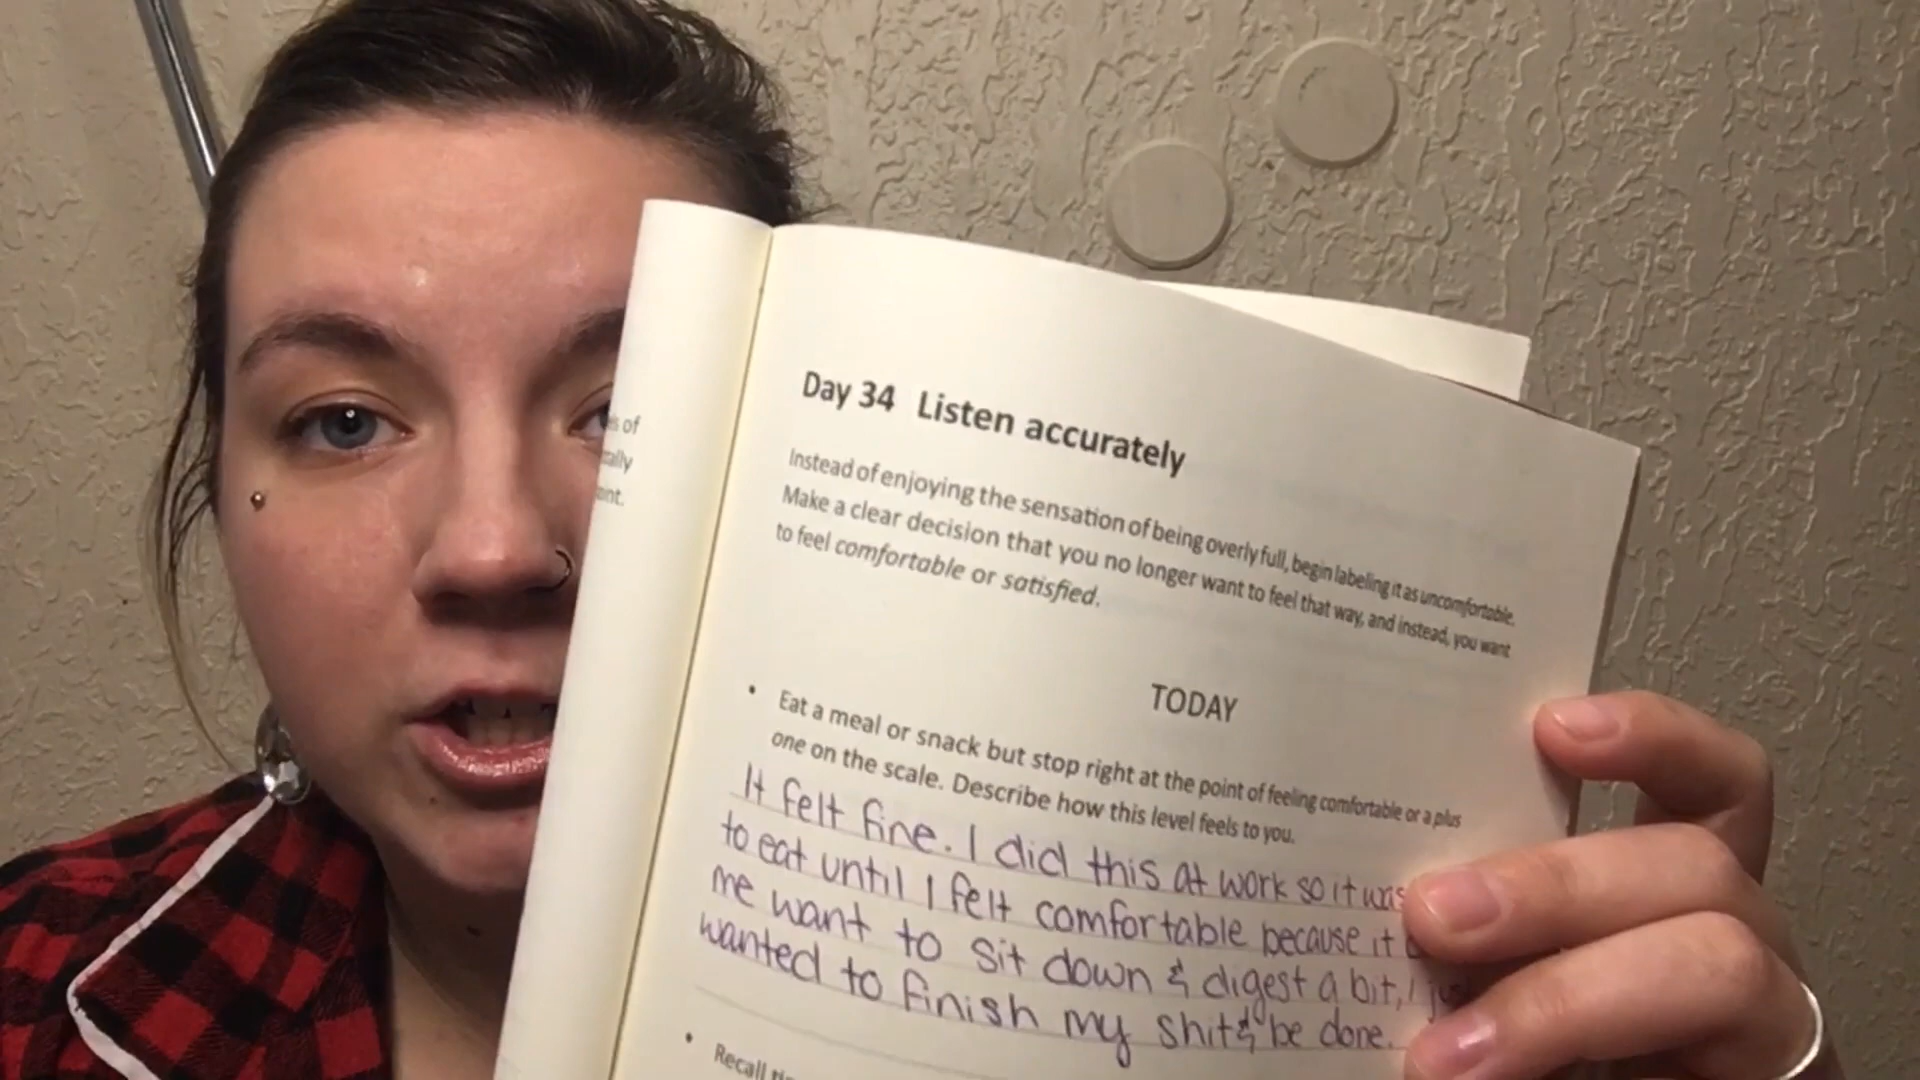 of
ally
int.
Day 34 Listen accurately
Instead of enjoying the sensation of being overly full, begin labeling it as uncomfortable.
Make a clear decision that you no longer want to feel that way, and instead, you want
to feel comfortable or satisfied.
TODAY
• Eat a meal or snack but stop right at the point of feeling comfortable or a plus
one on the scale. Describe how this level feels to you.
It felt fine. I did this at work so it was
to eat until I felt comfortable because it
me want to sit down & digest a bit, I just
wanted to finish my shit & be done.
• Recall